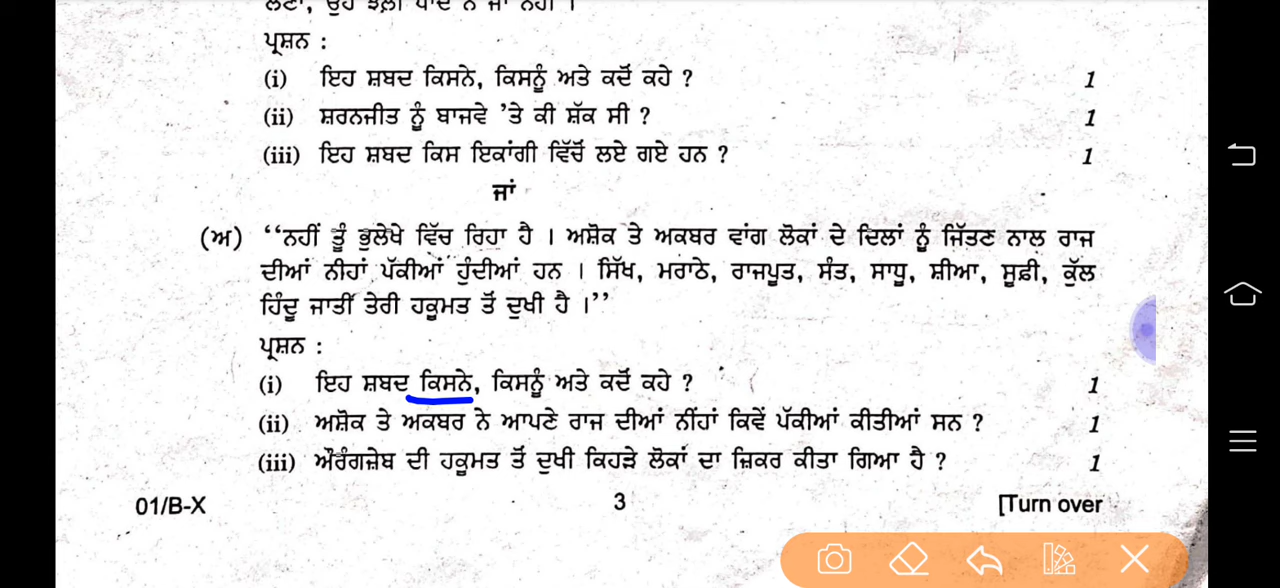 ਪ੍ਰਸ਼ਨ :
(i) ਇਹ ਸ਼ਬਦ ਕਿਸਨੇ, ਕਿਸਨੂੰ ਅਤੇ ਕਦੋਂ ਕਹੇ ? 1
(ii) ਸ਼ਰਨਜੀਤ ਨੂੰ ਬਾਜਵੇ 'ਤੇ ਕੀ ਸ਼ੱਕ ਸੀ ? 1
(iii) ਇਹ ਸ਼ਬਦ ਕਿਸ ਇਕਾਂਗੀ ਵਿੱਚੋਂ ਲਏ ਗਏ ਹਨ ? 1
ਜਾਂ
(ਅ) ‘‘ਨਹੀਂ ਤੂੰ ਭੁਲੇਖੇ ਵਿੱਚ ਰਿਹਾ ਹੈ । ਅਸ਼ੋਕ ਤੇ ਅਕਬਰ ਵਾਂਗ ਲੋਕਾਂ ਦੇ ਦਿਲਾਂ ਨੂੰ ਜਿੱਤਣ ਨਾਲ ਰਾਜ
ਦੀਆਂ ਨੀਹਾਂ ਪੱਕੀਆਂ ਹੁੰਦੀਆਂ ਹਨ । ਸਿੱਖ, ਮਰਾਠੇ, ਰਾਜਪੂਤ, ਸੰਤ, ਸਾਧੂ, ਸ਼ੀਆ, ਸੂਫ਼ੀ, ਕੁੱਲ
ਹਿੰਦੂ ਜਾਤੀਂ ਤੇਰੀ ਹਕੂਮਤ ਤੋਂ ਦੁਖੀ ਹੈ ।’’
ਪ੍ਰਸ਼ਨ :
(i) ਇਹ ਸ਼ਬਦ ਕਿਸਨੇ, ਕਿਸਨੂੰ ਅਤੇ ਕਦੋਂ ਕਹੇ ? 1
(ii) ਅਸ਼ੋਕ ਤੇ ਅਕਬਰ ਨੇ ਆਪਣੇ ਰਾਜ ਦੀਆਂ ਨੀਂਹਾਂ ਕਿਵੇਂ ਪੱਕੀਆਂ ਕੀਤੀਆਂ ਸਨ ? 1
(iii) ਔਰੰਗਜ਼ੇਬ ਦੀ ਹਕੂਮਤ ਤੋਂ ਦੁਖੀ ਕਿਹੜੇ ਲੋਕਾਂ ਦਾ ਜ਼ਿਕਰ ਕੀਤਾ ਗਿਆ ਹੈ ? 1
01/B-X 3 [Turn over